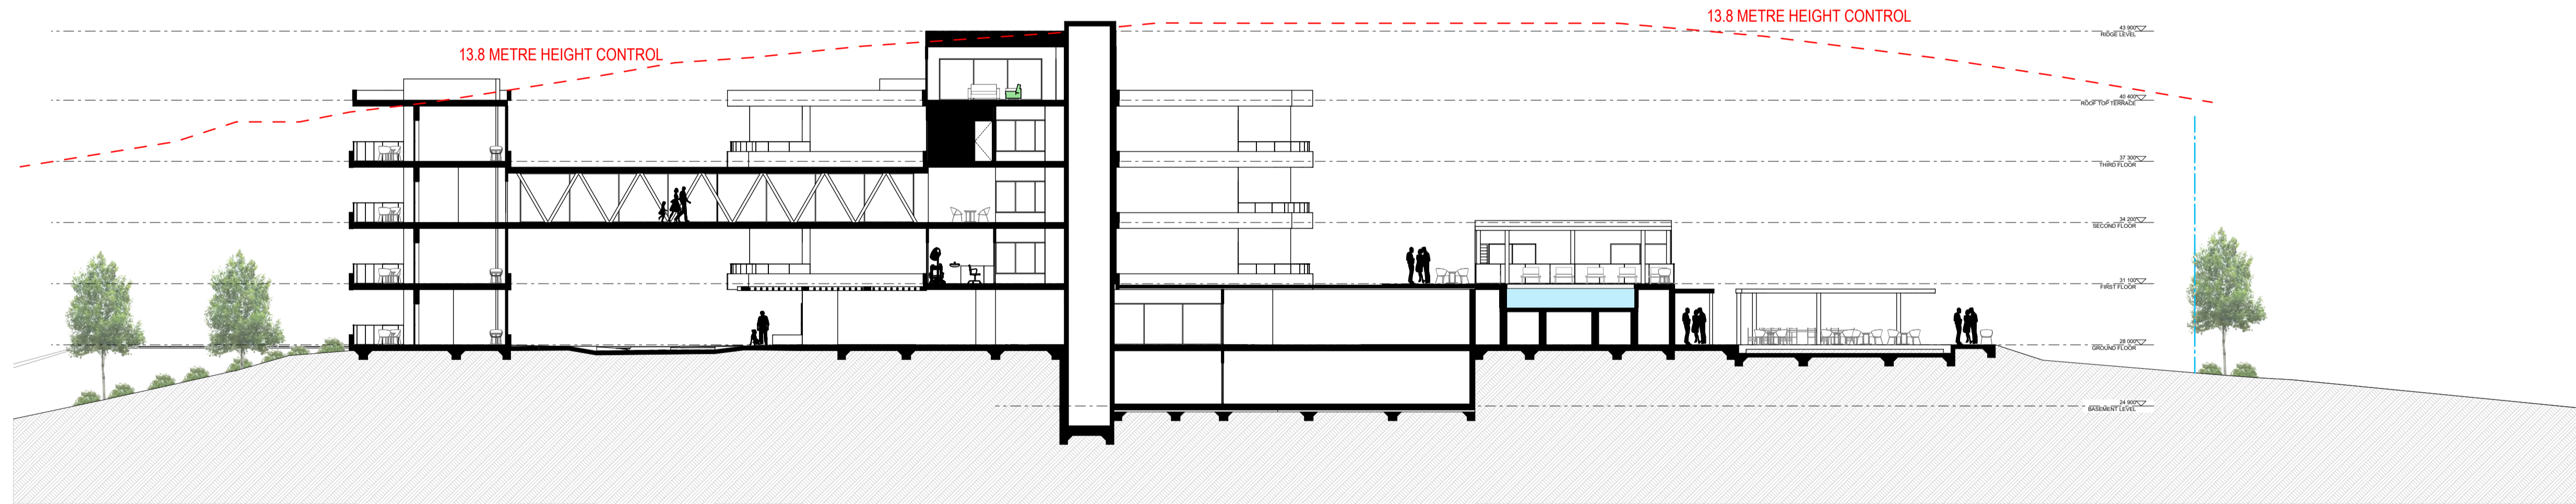 13.8 METRE HEIGHT CONTROL
13.8 METRE HEIGHT CONTROL
43 900
RIDGE LEVEL
40 400
ROOF TOP TERRACE
37 300
THIRD FLOOR
34 200
SECOND FLOOR
31 100
FIRST FLOOR
28 000
GROUND FLOOR
24 900
BASEMENT LEVEL